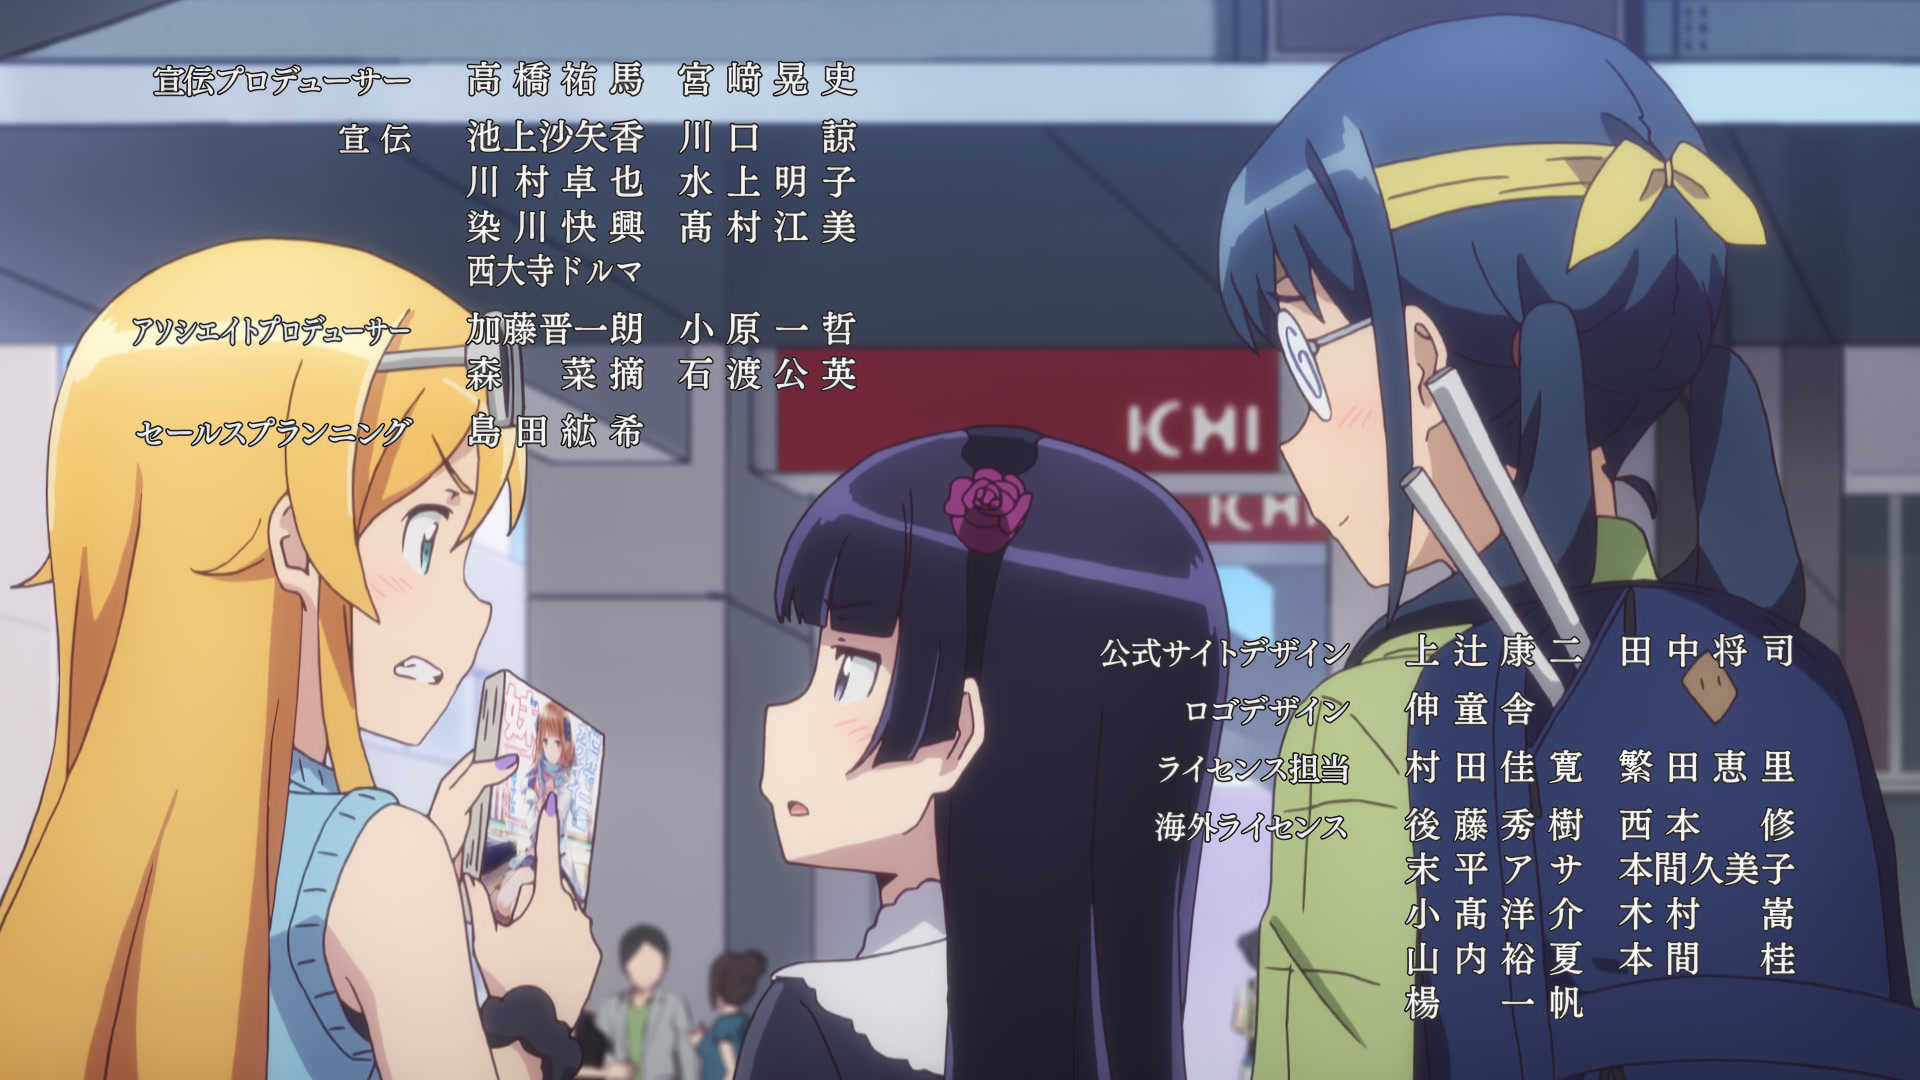 宣伝プロデューサー 高橋祐馬 宮﨑晃史
宣伝 池上沙矢香 川口 諒
川村卓也 水上明子
染川快興 髙村江美
西大寺ドルマ
アソシエイトプロデューサー 加藤晋一朗 小原一哲
森 菜摘 石渡公英
セールスプランニング 島田紘希
ICHI
ICHI
妹
公式サイトデザイン 上辻康二 田中将司
ロゴデザイン 伸童舎
ライセンス担当 村田佳寛 繁田恵里
海外ライセンス 後藤秀樹 西本 修
末平アサ 本間久美子
小髙洋介 木村 嵩
山内裕夏 本間 桂
楊 一帆